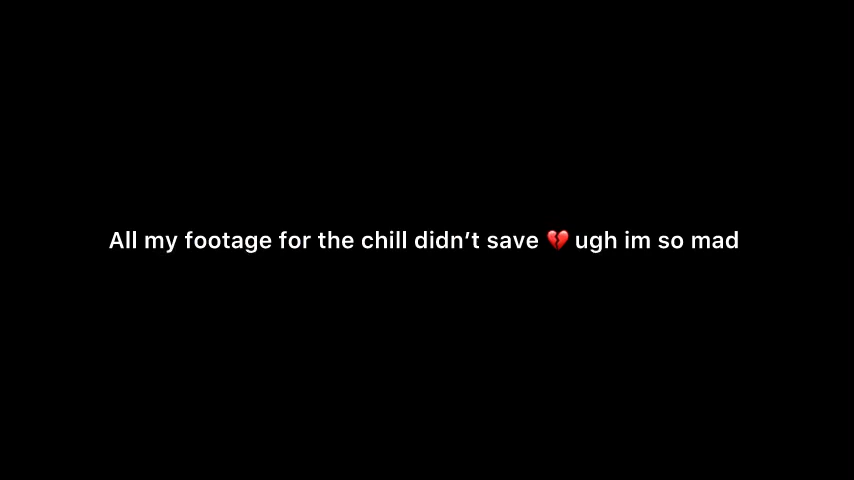 All my footage for the chill didn’t save 💔 ugh im so mad